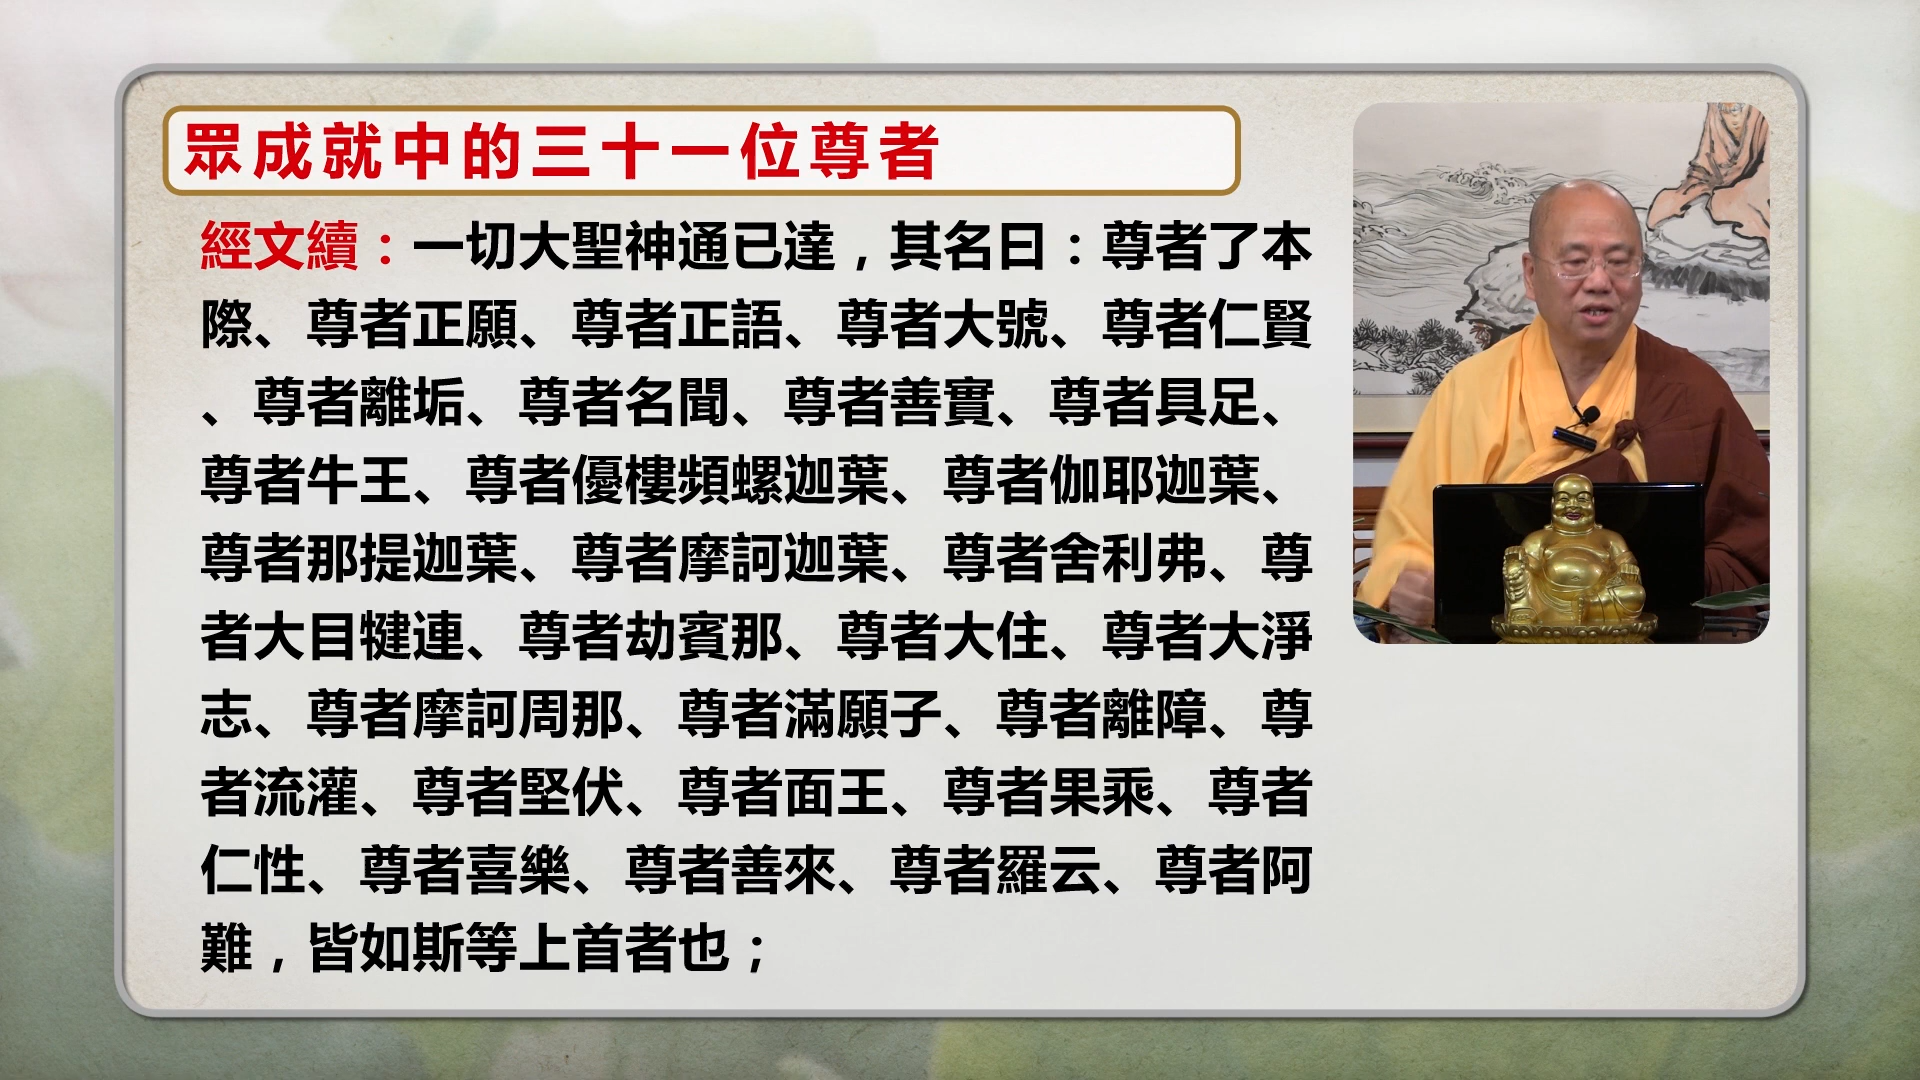 眾成就中的三十一位尊者
經文續：一切大聖神通已達，其名曰：尊者了本
際、尊者正願、尊者正語、尊者大號、尊者仁賢
、尊者離垢、尊者名聞、尊者善實、尊者具足、
尊者牛王、尊者優樓頻螺迦葉、尊者伽耶迦葉、
尊者那提迦葉、尊者摩訶迦葉、尊者舍利弗、尊
者大目犍連、尊者劫賓那、尊者大住、尊者大淨
志、尊者摩訶周那、尊者滿願子、尊者離障、尊
者流灌、尊者堅伏、尊者面王、尊者果乘、尊者
仁性、尊者喜樂、尊者善來、尊者羅云、尊者阿
難，皆如斯等上首者也；